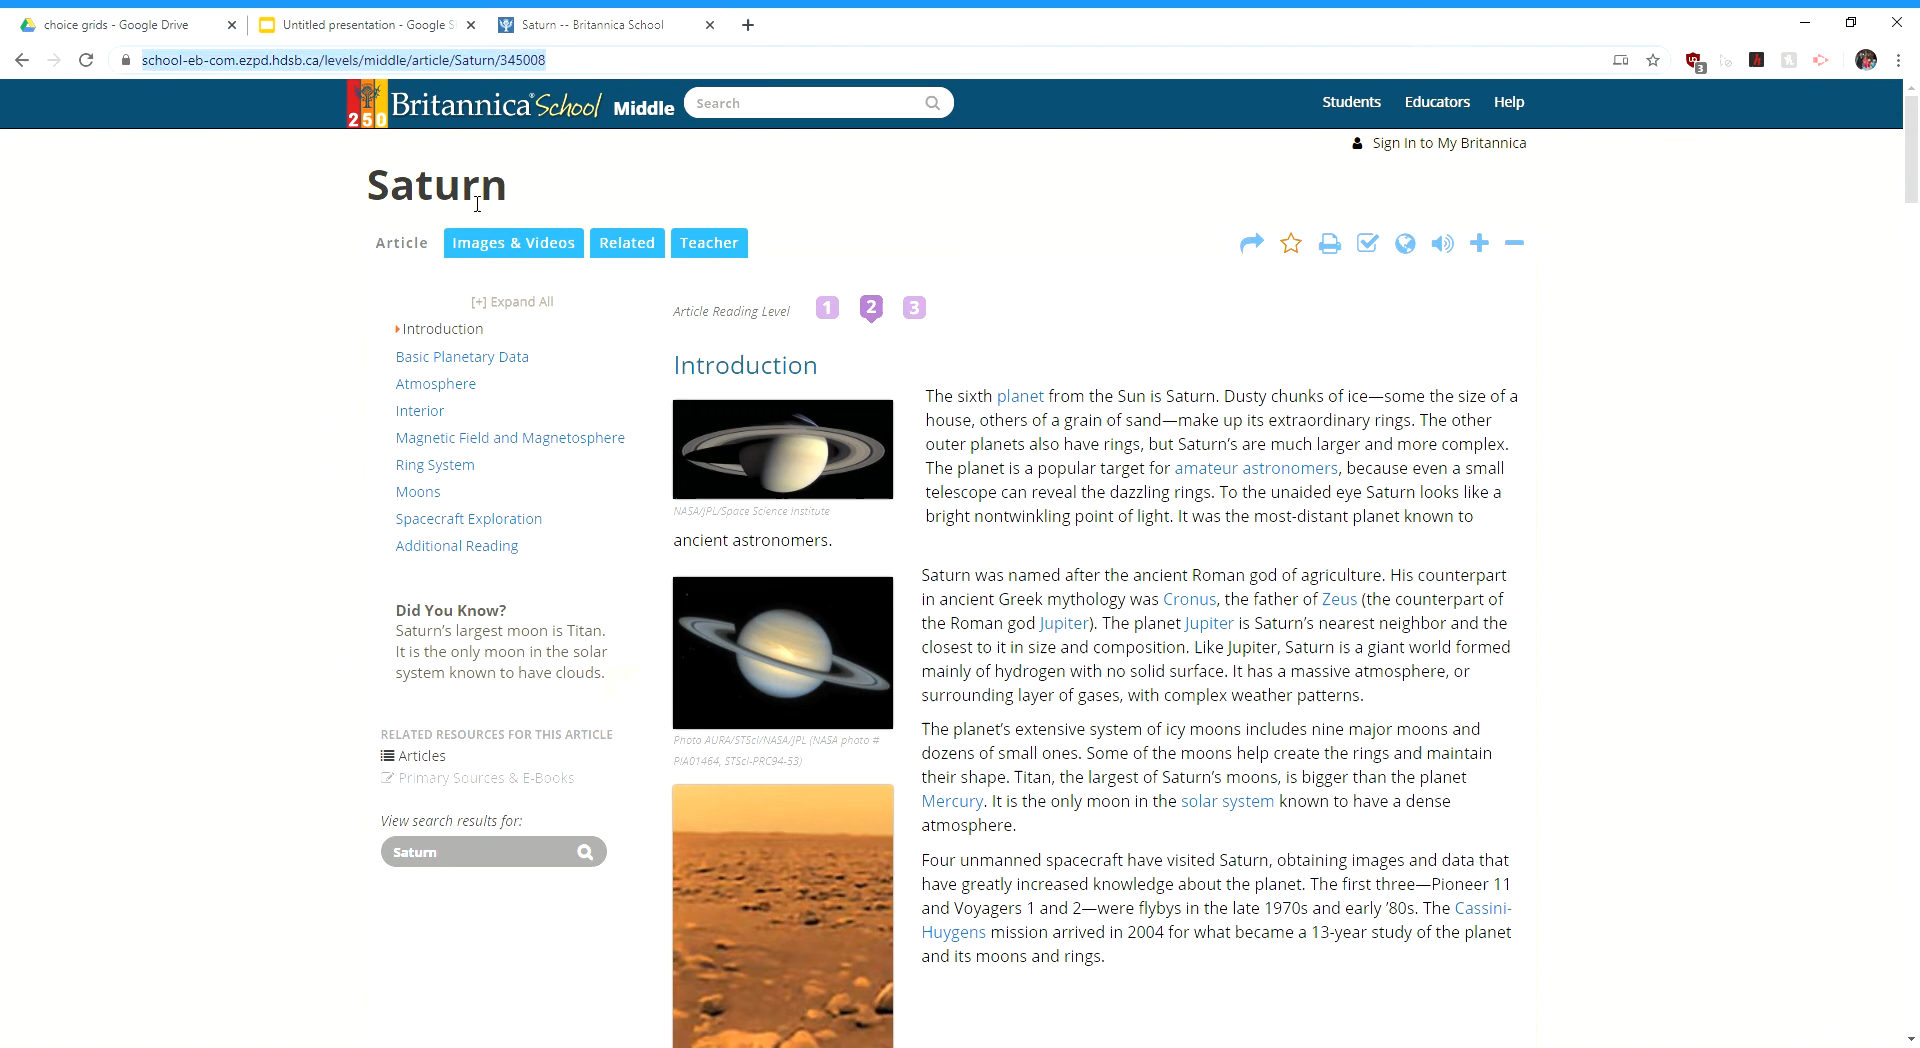 choice grids - Google Drive
Untitled presentation - Google S
Saturn -- Britannica School
school-eb-com.ezpd.hdsb.ca/levels/middle/article/Saturn/345008
3
250
Britannica School Middle
Search
Students Educators Help
Sign In to My Britannica
Saturn
Article Images & Videos Related Teacher
[+] Expand All
Introduction
Basic Planetary Data
Atmosphere
Interior
Magnetic Field and Magnetosphere
Ring System
Moons
Spacecraft Exploration
Additional Reading
Did You Know?
Saturn's largest moon is Titan.
It is the only moon in the solar
system known to have clouds.
RELATED RESOURCES FOR THIS ARTICLE
Articles
Primary Sources & E-Books
View search results for:
Saturn
Article Reading Level 1 2 3
Introduction
The sixth planet from the Sun is Saturn. Dusty chunks of ice—some the size of a
house, others of a grain of sand—make up its extraordinary rings. The other
outer planets also have rings, but Saturn's are much larger and more complex.
The planet is a popular target for amateur astronomers, because even a small
telescope can reveal the dazzling rings. To the unaided eye Saturn looks like a
bright nontwinkling point of light. It was the most-distant planet known to
ancient astronomers.
NASA/JPL/Space Science Institute
Saturn was named after the ancient Roman god of agriculture. His counterpart
in ancient Greek mythology was Cronus, the father of Zeus (the counterpart of
the Roman god Jupiter). The planet Jupiter is Saturn's nearest neighbor and the
closest to it in size and composition. Like Jupiter, Saturn is a giant world formed
mainly of hydrogen with no solid surface. It has a massive atmosphere, or
surrounding layer of gases, with complex weather patterns.
Photo AURA/STScI/NASA/JPL (NASA photo #
PIA01464, STScI-PRC94-53)
The planet's extensive system of icy moons includes nine major moons and
dozens of small ones. Some of the moons help create the rings and maintain
their shape. Titan, the largest of Saturn's moons, is bigger than the planet
Mercury. It is the only moon in the solar system known to have a dense
atmosphere.
Four unmanned spacecraft have visited Saturn, obtaining images and data that
have greatly increased knowledge about the planet. The first three—Pioneer 11
and Voyagers 1 and 2—were flybys in the late 1970s and early '80s. The Cassini-
Huygens mission arrived in 2004 for what became a 13-year study of the planet
and its moons and rings.